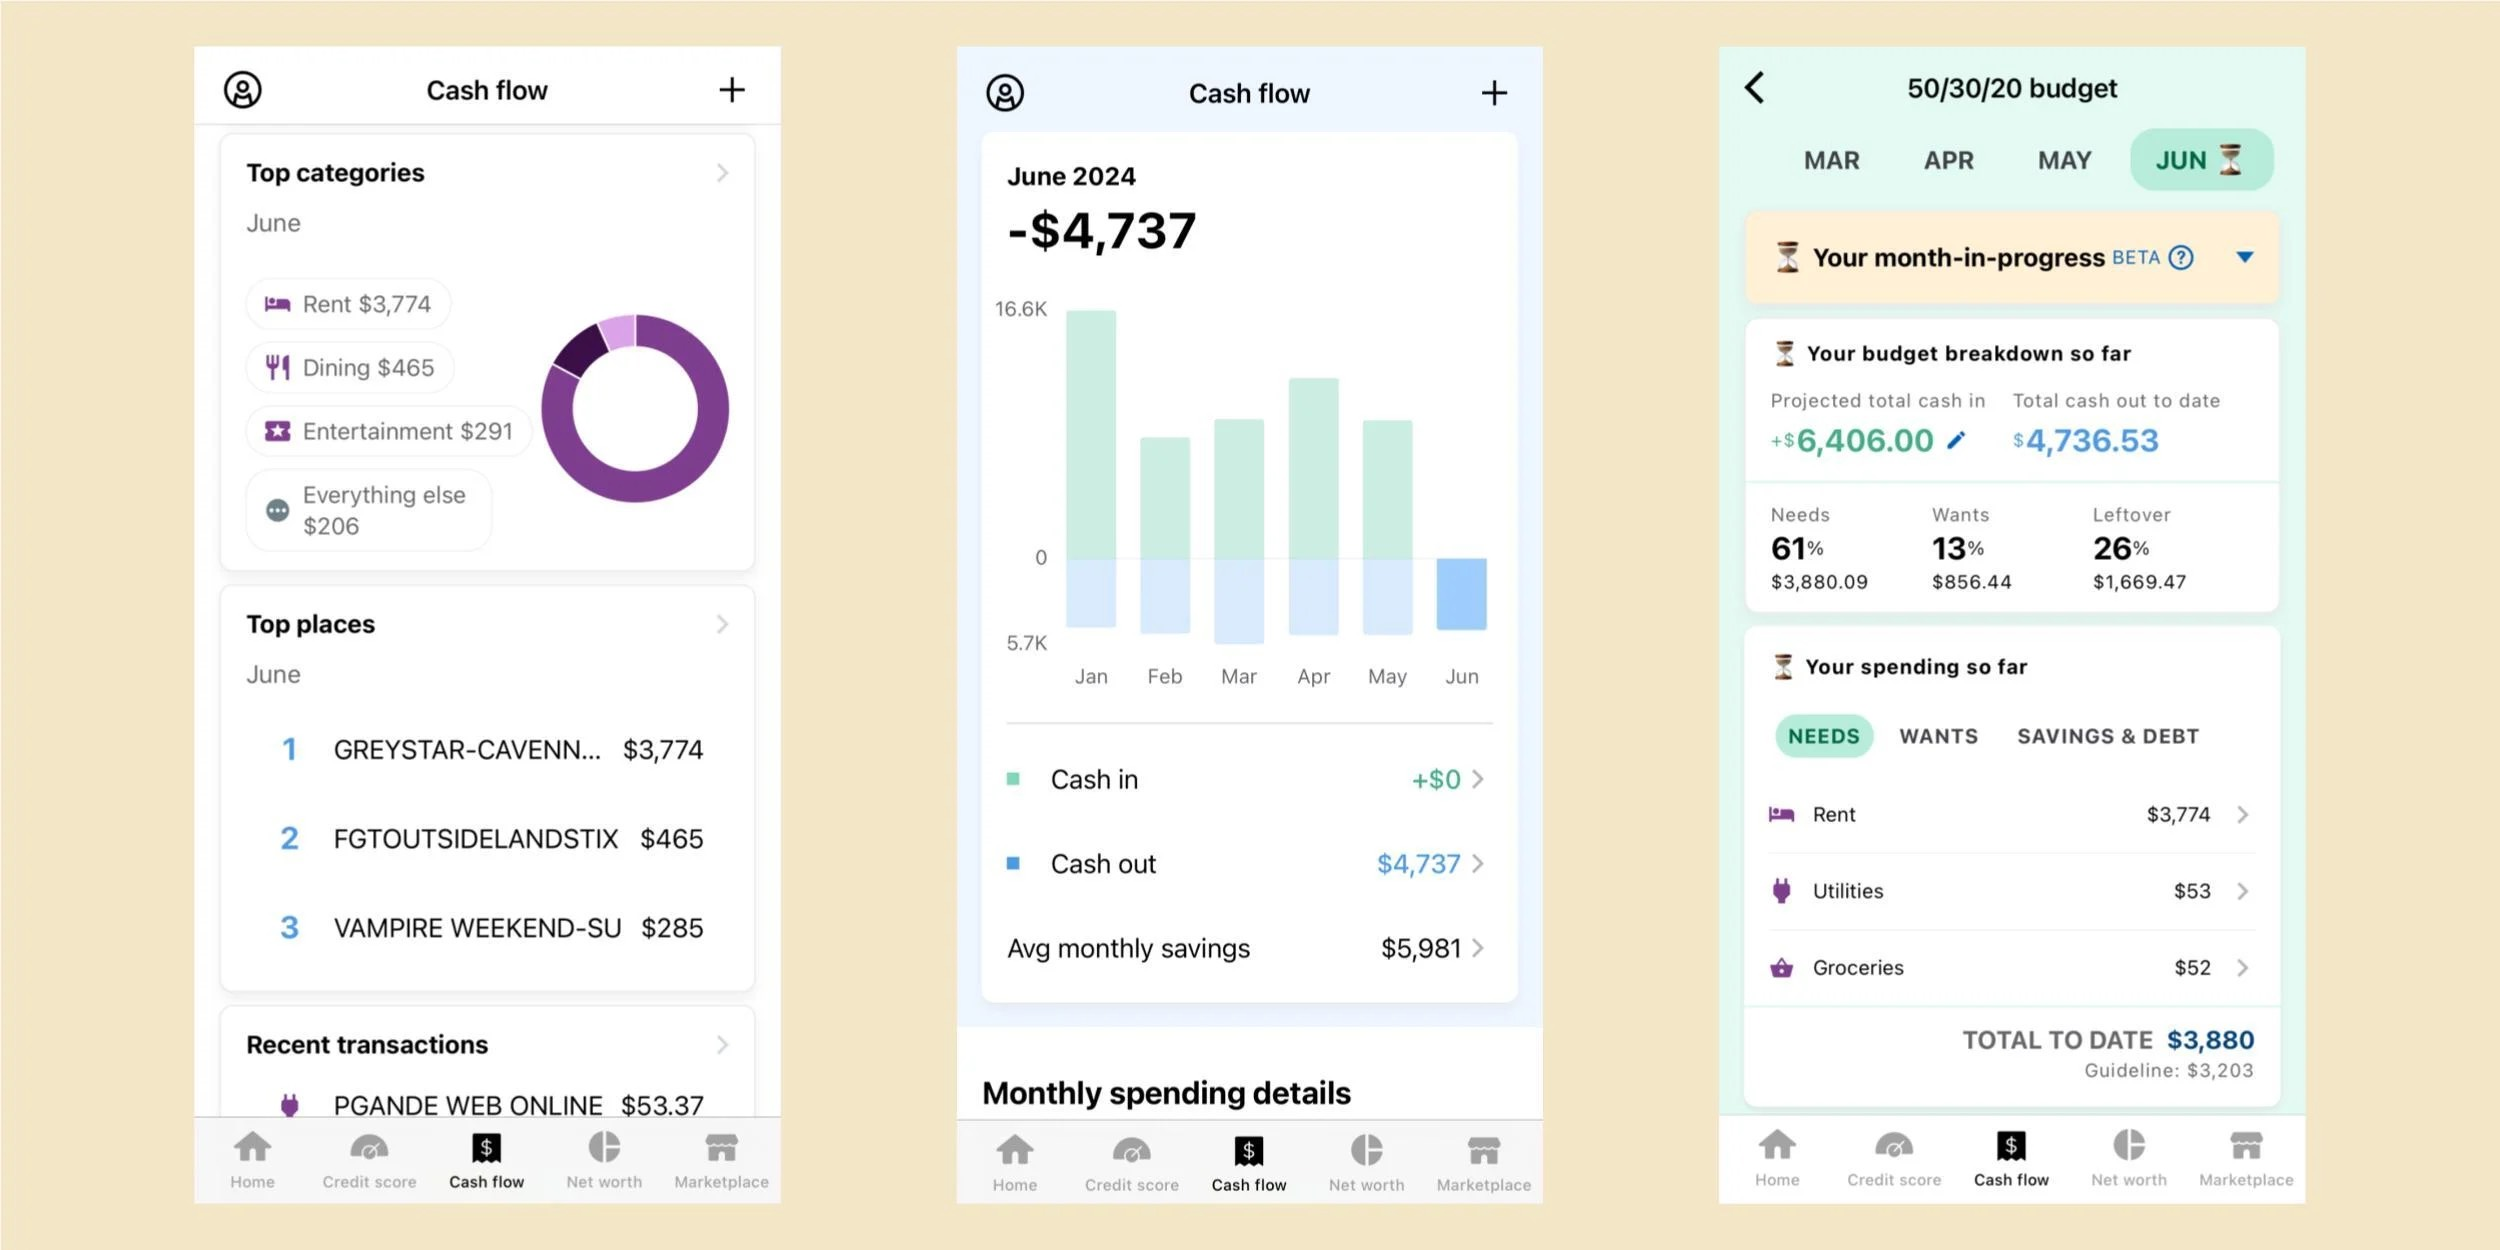 Cash flow
Top categories
June
Rent $3,774
Dining $465
Entertainment $291
Everything else
$206
Top places
June
1 GREYSTAR-CAVENN... $3,774
2 FGTOUTSIDELANDSTIX $465
3 VAMPIRE WEEKEND-SU $285
Recent transactions
PGANDE WEB ONLINE $53.37
Home Credit score Cash flow Net worth Marketplace
Cash flow
June 2024
-$4,737
16.6K
0
5.7K
Jan Feb Mar Apr May Jun
Cash in +$0
Cash out $4,737
Avg monthly savings $5,981
Monthly spending details
Home Credit score Cash flow Net worth Marketplace
50/30/20 budget
MAR APR MAY JUN
Your month-in-progress BETA ?
Your budget breakdown so far
Projected total cash in Total cash out to date
+$6,406.00 $4,736.53
Needs Wants Leftover
61% 13% 26%
$3,880.09 $856.44 $1,669.47
Your spending so far
NEEDS WANTS SAVINGS & DEBT
Rent $3,774
Utilities $53
Groceries $52
TOTAL TO DATE $3,880
Guideline: $3,203
Home Credit score Cash flow Net worth Marketplace